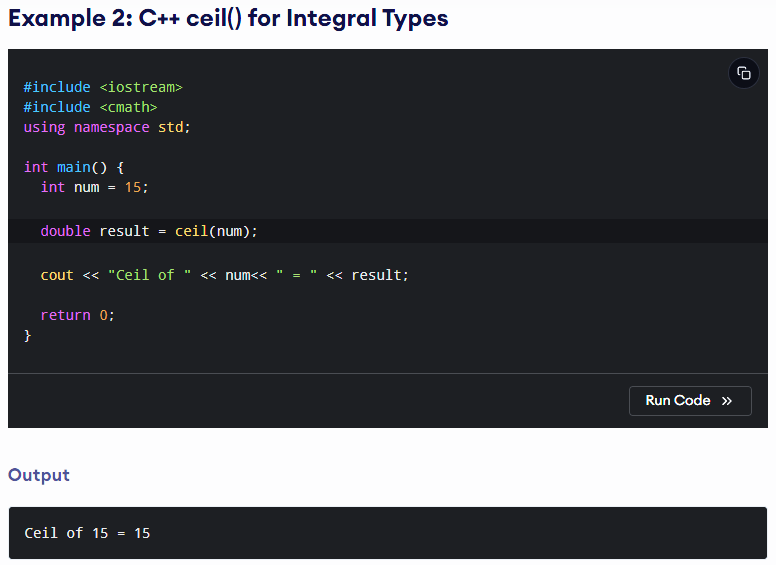 Example 2: C++ ceil() for Integral Types
#include <iostream>
#include <cmath>
using namespace std;
int main() {
  int num = 15;
  double result = ceil(num);
  cout << "Ceil of " << num<< " = " << result;
  return 0;
}
Run Code »
Output
Ceil of 15 = 15